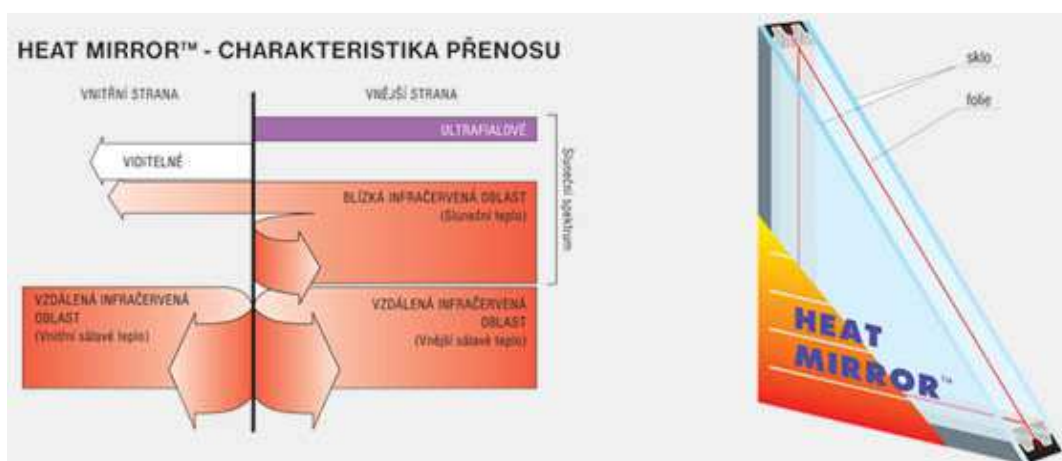 HEAT MIRROR™ - CHARAKTERISTIKA PŘENOSU
VNITŘNÍ STRANA
VNĚJŠÍ STRANA
ULTRAFIALOVÉ
VIDITELNÉ
BLÍZKÁ INFRAČERVENÁ OBLAST
(Sluneční teplo)
Sluneční spektrum
VZDÁLENÁ INFRAČERVENÁ
OBLAST
(Vnitřní sálavé teplo)
VZDÁLENÁ INFRAČERVENÁ
OBLAST
(Vnější sálavé teplo)
sklo
folie
HEAT
MIRROR™